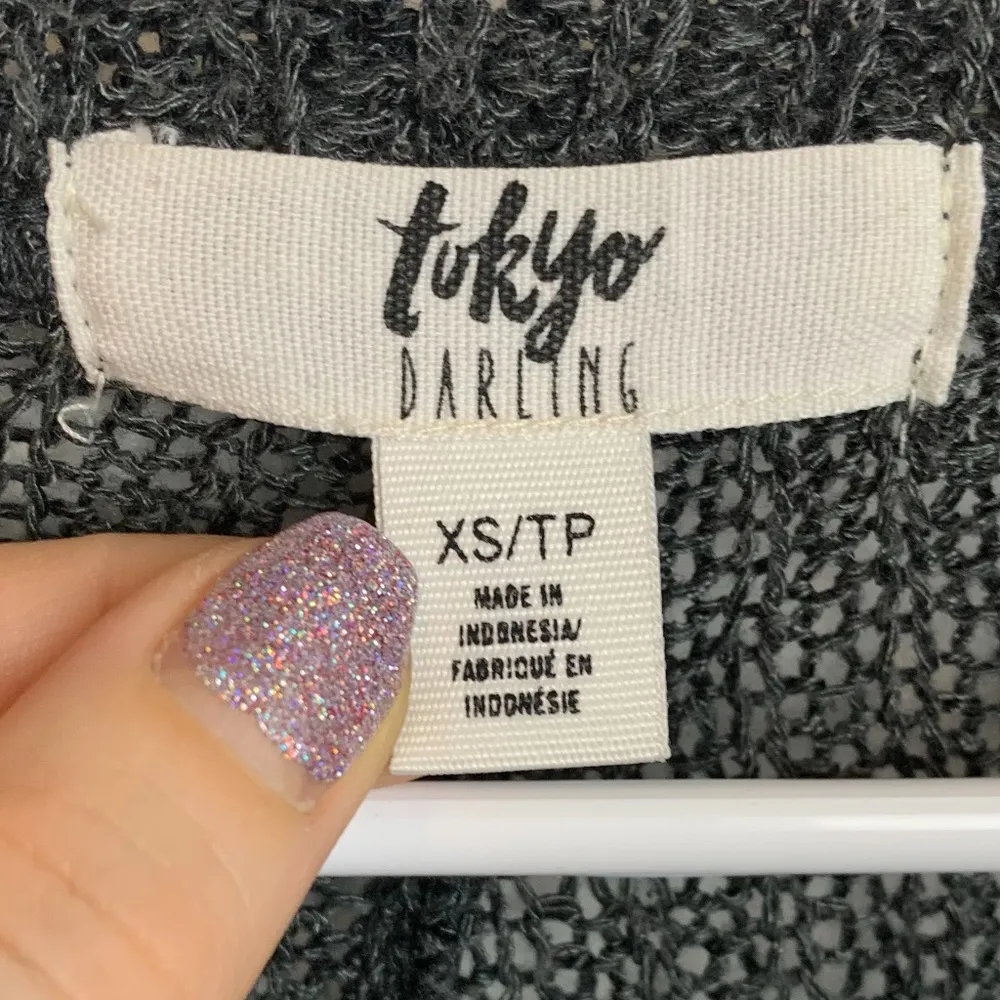 tokyo
DARLING
XS/TP
MADE IN
INDONESIA/
FABRIQUÉ EN
INDONÉSIE